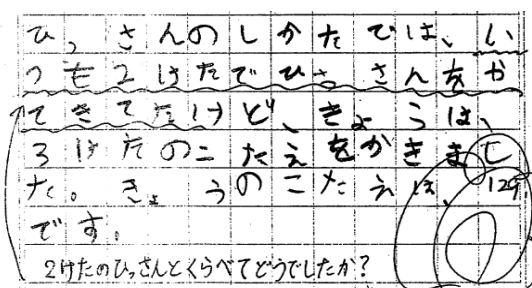 ひっさんのしかたでは、い
つも2けたでひっさんをか
てきてたけど、きょうは、
3けたのこたえをかきまし
た。きょうのこたえは、129
です。
2けたのひっさんとくらべてどうでしたか?